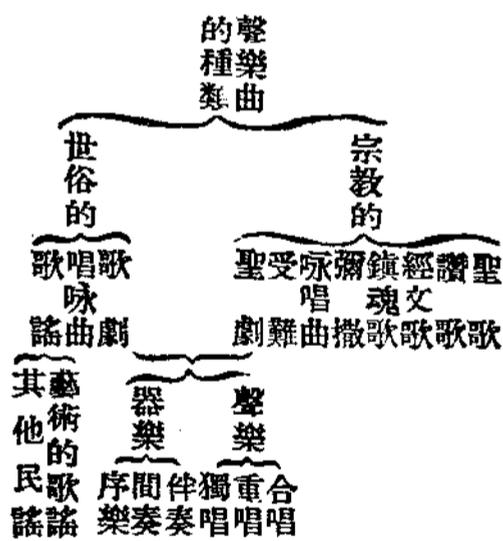 聲樂曲
的種類
宗教的
聖歌
讚歌
經文歌
鎮魂歌
彌撒
咏唱曲
受難
聖劇
世俗的
歌劇
唱咏曲
歌謠
聲樂
合唱
重唱
獨唱
器樂
伴奏
間奏
序樂
藝術的歌謠
其他民謠